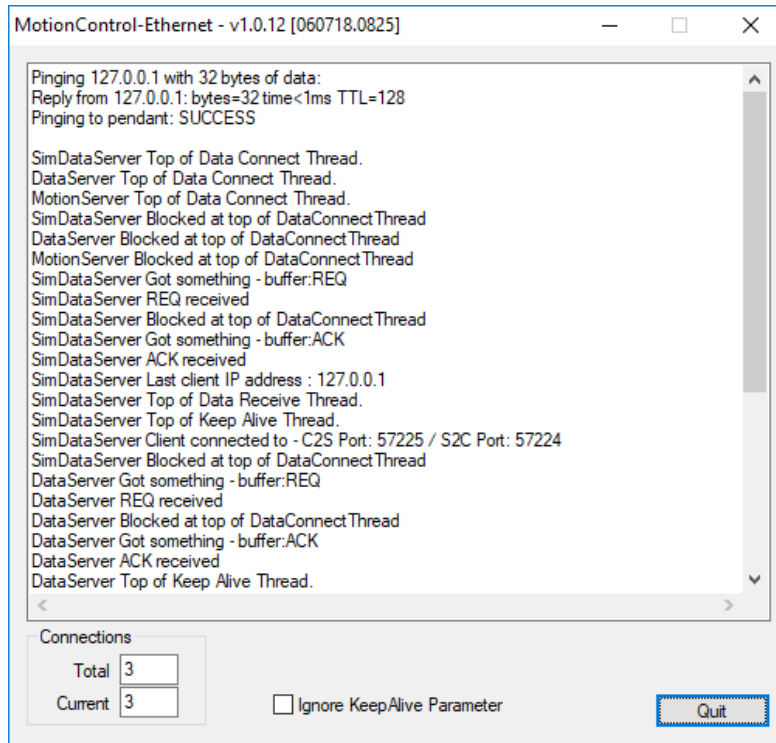 MotionControl-Ethernet - v1.0.12 [060718.0825]
Pinging 127.0.0.1 with 32 bytes of data:
Reply from 127.0.0.1: bytes=32 time<1ms TTL=128
Pinging to pendant: SUCCESS
SimDataServer Top of Data Connect Thread.
DataServer Top of Data Connect Thread.
MotionServer Top of Data Connect Thread.
SimDataServer Blocked at top of DataConnectThread
DataServer Blocked at top of DataConnectThread
MotionServer Blocked at top of DataConnectThread
SimDataServer Got something - buffer:REQ
SimDataServer REQ received
SimDataServer Blocked at top of DataConnectThread
SimDataServer Got something - buffer:ACK
SimDataServer ACK received
SimDataServer Last client IP address : 127.0.0.1
SimDataServer Top of Data Receive Thread.
SimDataServer Top of Keep Alive Thread.
SimDataServer Client connected to - C2S Port: 57225 / S2C Port: 57224
SimDataServer Blocked at top of DataConnectThread
DataServer Got something - buffer:REQ
DataServer REQ received
DataServer Blocked at top of DataConnectThread
DataServer Got something - buffer:ACK
DataServer ACK received
DataServer Top of Keep Alive Thread.
Connections
Total 3
Current 3
Ignore KeepAlive Parameter
Quit